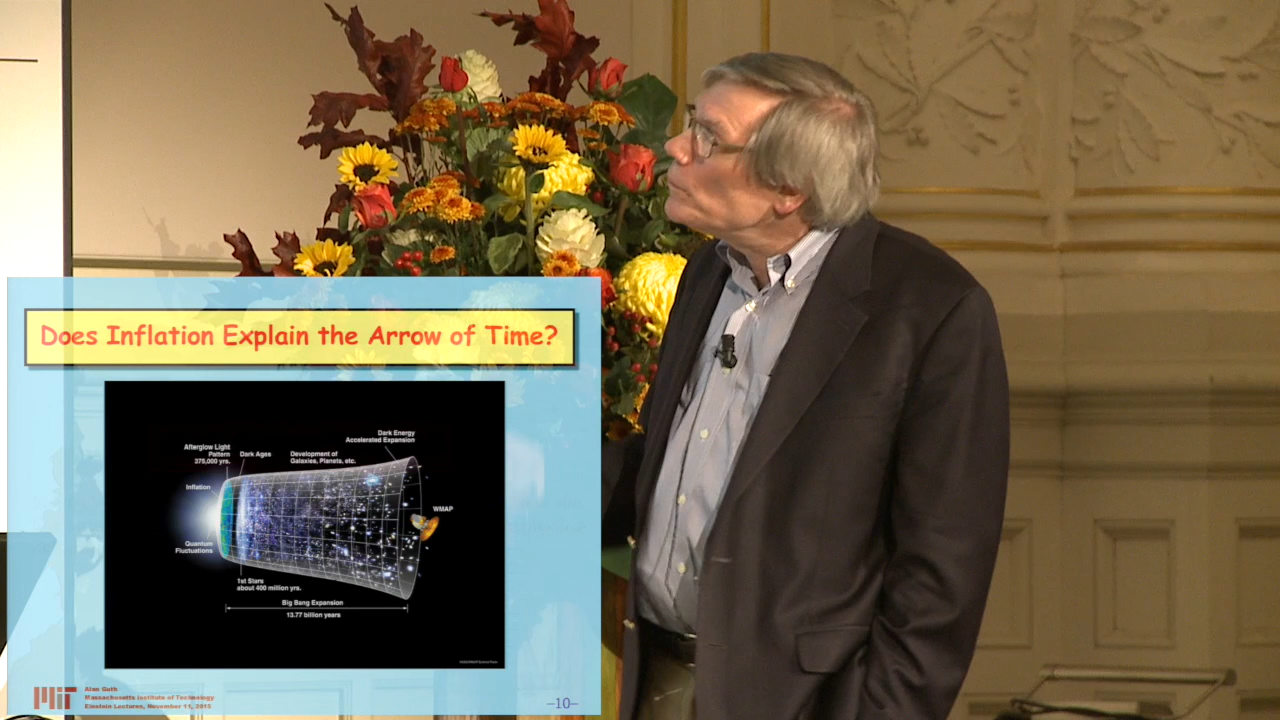 Does Inflation Explain the Arrow of Time?
Dark Energy
Accelerated Expansion
Afterglow Light
Pattern
375,000 yrs.
Dark Ages
Development of
Galaxies, Planets, etc.
Inflation
WMAP
Quantum
Fluctuations
1st Stars
about 400 million yrs.
Big Bang Expansion
13.77 billion years
MIT
Alan Guth
Massachusetts Institute of Technology
Einstein Lectures, November 11, 2015
–10–